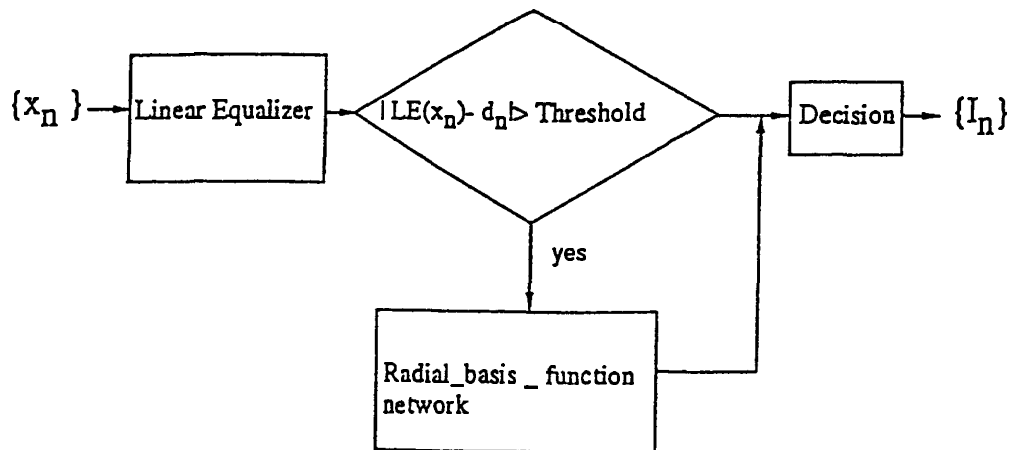 {x_n}
Linear Equalizer
|LE(x_n)- d_n|> Threshold
Decision
{I_n}
yes
Radial_basis _ function
network